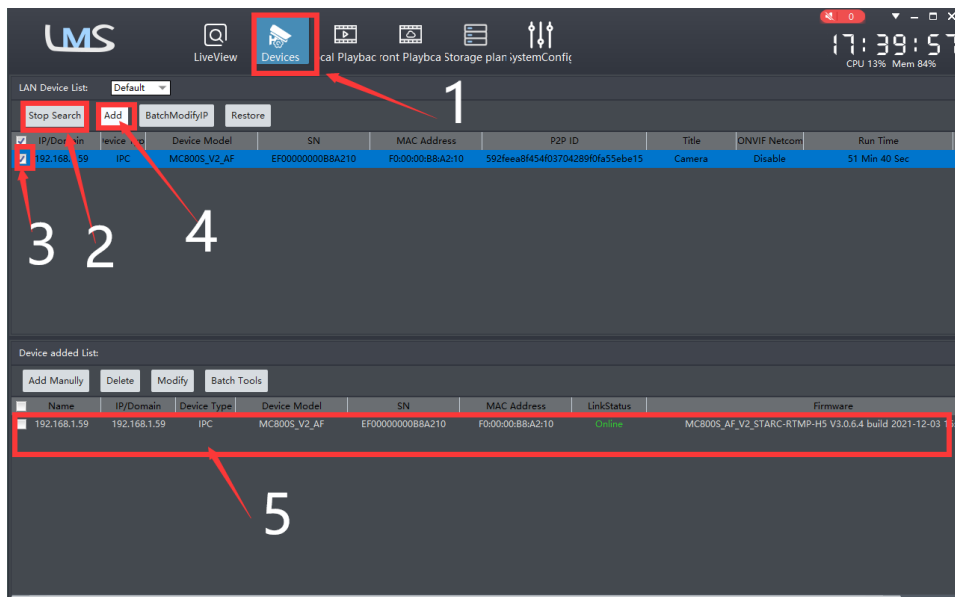 LMS
LiveView Devices cal Playbac ront Playbca Storage plan ystemConfig
0
17:39:57
CPU 13% Mem 84%
LAN Device List: Default
1
Stop Search Add BatchModifyIP Restore
IP/Domain evice Device Model SN MAC Address P2P ID Title ONVIF Netcom Run Time
192.168.1.59 IPC MC800S_V2_AF EF00000000B8A210 F0:00:00:B8:A2:10 592feea8f454f03704289f0fa55ebe15 Camera Disable 51 Min 40 Sec
3 2 4
Device added List:
Add Manully Delete Modify Batch Tools
Name IP/Domain Device Type Device Model SN MAC Address LinkStatus Firmware
192.168.1.59 192.168.1.59 IPC MC800S_V2_AF EF00000000B8A210 F0:00:00:B8:A2:10 Online MC800S_AF_V2_STARC-RTMP-H5 V3.0.6.4 build 2021-12-03
5